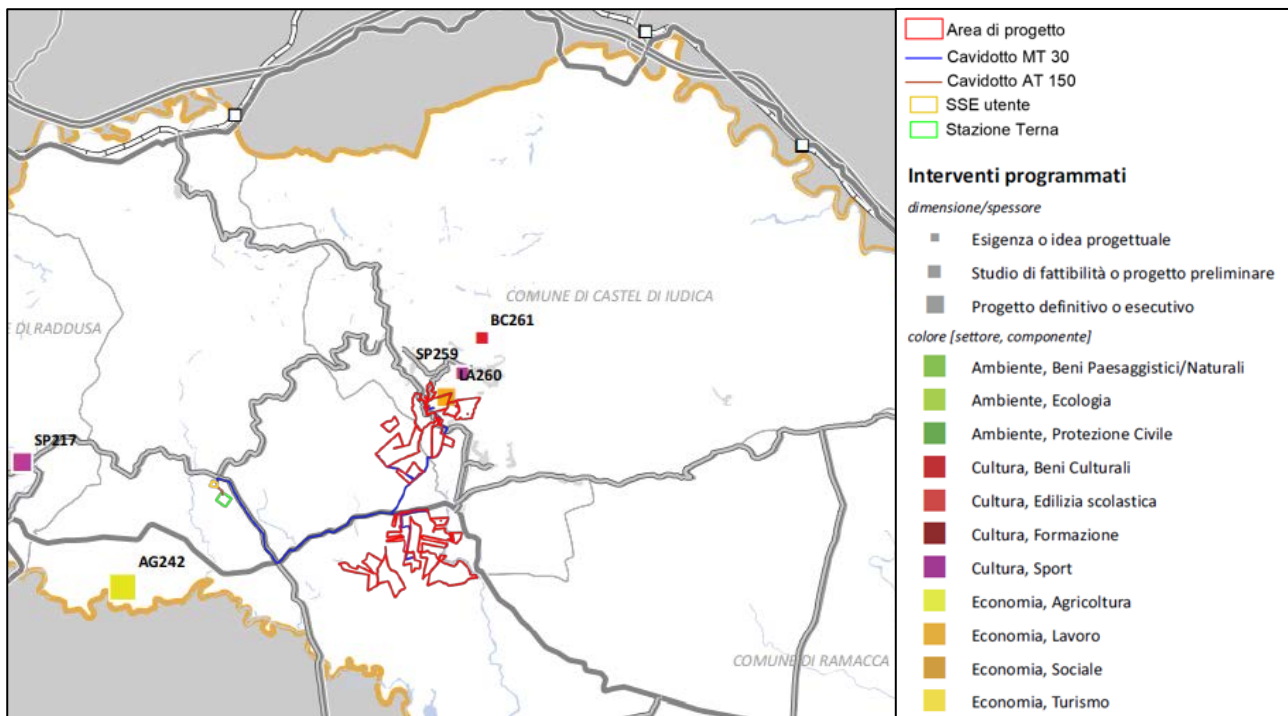 COMUNE DI CASTEL DI IUDICA
E DI RADDUSA
BC261
SP259
LA260
SP217
AG242
COMUNE DI RAMACCA
Area di progetto
Cavidotto MT 30
Cavidotto AT 150
SSE utente
Stazione Terna
Interventi programmati
dimensione/spessore
Esigenza o idea progettuale
Studio di fattibilità o progetto preliminare
Progetto definitivo o esecutivo
colore [settore, componente]
Ambiente, Beni Paesaggistici/Naturali
Ambiente, Ecologia
Ambiente, Protezione Civile
Cultura, Beni Culturali
Cultura, Edilizia scolastica
Cultura, Formazione
Cultura, Sport
Economia, Agricoltura
Economia, Lavoro
Economia, Sociale
Economia, Turismo